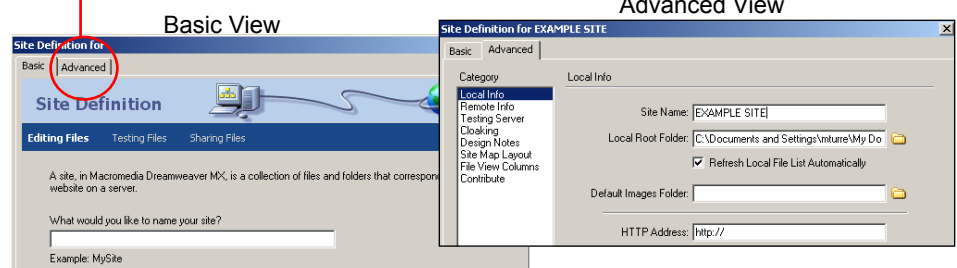 Basic View
Site Definition for
Basic
Advanced
Site Definition
Editing Files Testing Files Sharing Files
A site, in Macromedia Dreamweaver MX, is a collection of files and folders that
website on a server.
What would you like to name your site?
Example: MySite
Advanced View
Site Definition for EXAMPLE SITE
Basic Advanced
Category
Local Info
Remote Info
Testing Server
Cloaking
Design Notes
Site Map Layout
File View Columns
Contribute
Local Info
Site Name: EXAMPLE SITE
Local Root Folder: C:\Documents and Settings\mturre\My Do
Refresh Local File List Automatically
Default Images Folder:
HTTP Address: http://